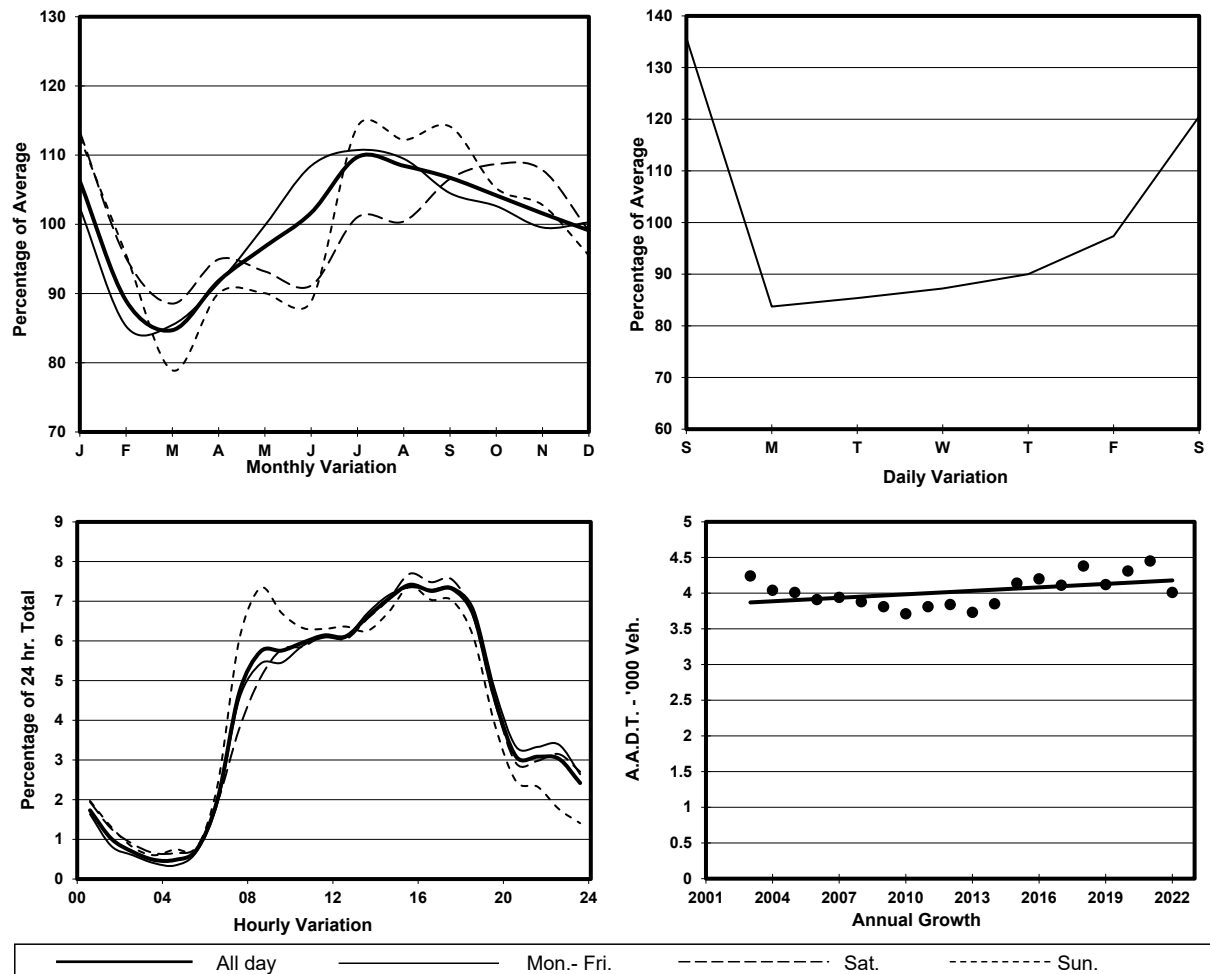 Percentage of Average
130
120
110
100
90
80
70
J F M A M J J A S O N D
Monthly Variation
Percentage of Average
140
130
120
110
100
90
80
70
60
S M T W T F S
Daily Variation
Percentage of 24 hr. Total
9
8
7
6
5
4
3
2
1
0
00 04 08 12 16 20 24
Hourly Variation
A.A.D.T. - '000 Veh.
5
4.5
4
3.5
3
2.5
2
1.5
1
0.5
0
2001 2004 2007 2010 2013 2016 2019 2022
Annual Growth
All day Mon.- Fri. Sat. Sun.